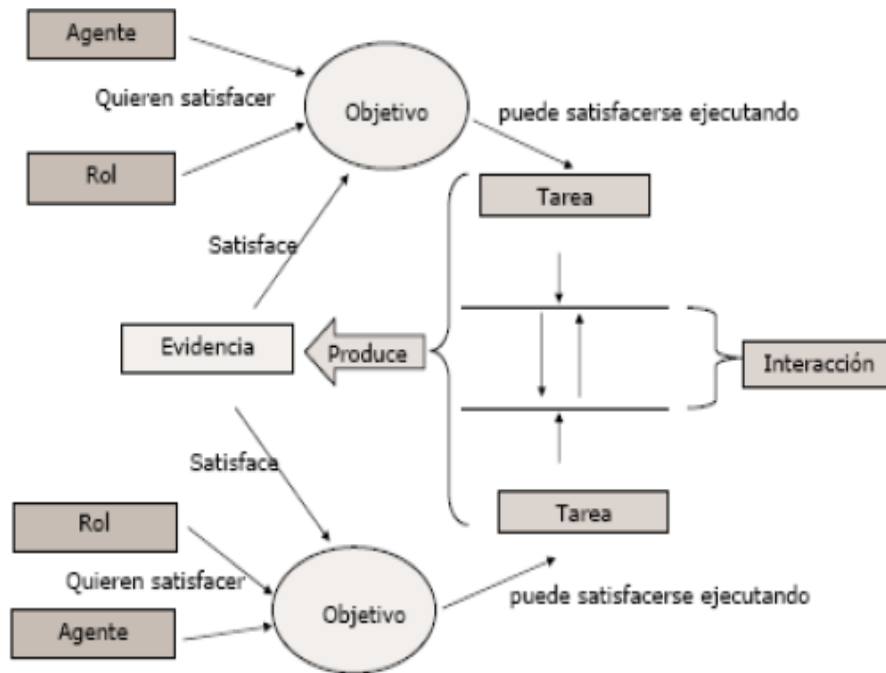 Agente
Quieren satisfacer
Objetivo
puede satisfacerse ejecutando
Rol
Tarea
Satisface
Evidencia
Produce
Interacción
Satisface
Tarea
Rol
Quieren satisfacer
Objetivo
puede satisfacerse ejecutando
Agente